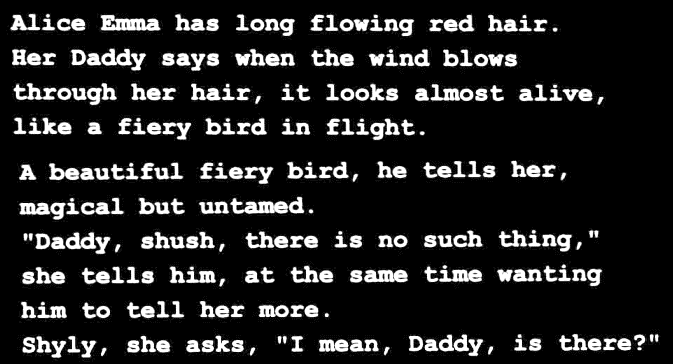 Alice Emma has long flowing red hair.
Her Daddy says when the wind blows
through her hair, it looks almost alive,
like a fiery bird in flight.
A beautiful fiery bird, he tells her,
magical but untamed.
"Daddy, shush, there is no such thing,"
she tells him, at the same time wanting
him to tell her more.
Shyly, she asks, "I mean, Daddy, is there?"